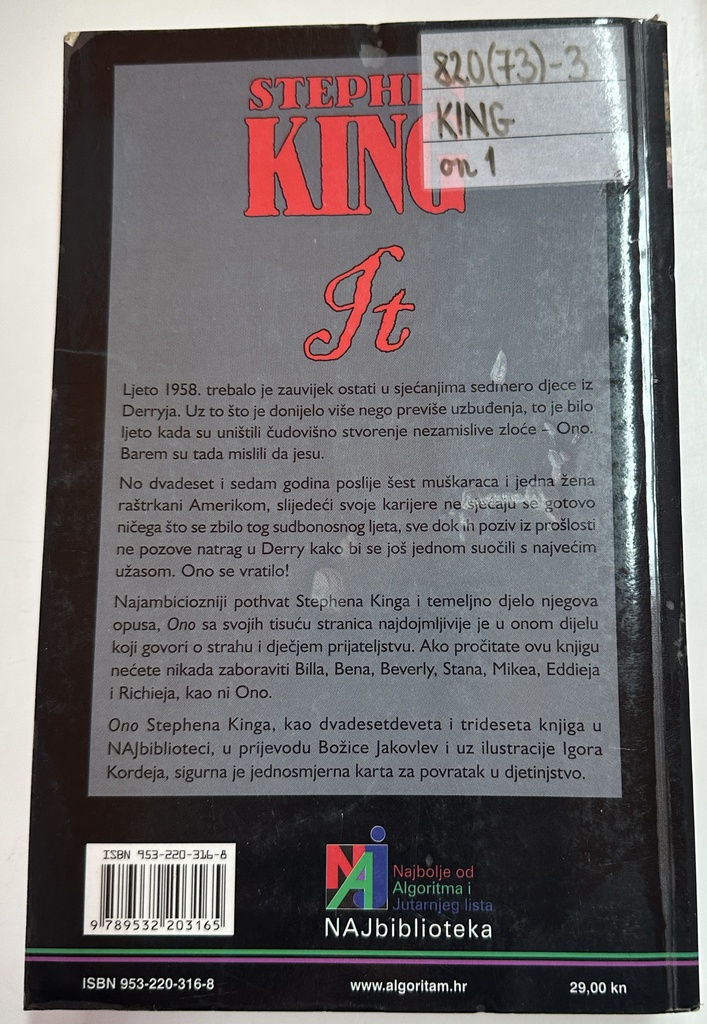 820(73)-3
KING
on 1
STEPHE
KING
It
Ljeto 1958. trebalo je zauvijek ostati u sjećanjima sedmero djece iz
Derryja. Uz to što je donijelo više nego previše uzbuđenja, to je bilo
ljeto kada su uništili čudovišno stvorenje nezamislive zloće – Ono.
Barem su tada mislili da jesu.
No dvadeset i sedam godina poslije šest muškaraca i jedna žena
raštrkani Amerikom, slijedeći svoje karijere ne sjećaju se gotovo
ničega što se zbilo tog sudbonosnog ljeta, sve dok ih poziv iz prošlosti
ne pozove natrag u Derry kako bi se još jednom suočili s najvećim
užasom. Ono se vratilo!
Najambiciozniji pothvat Stephena Kinga i temeljno djelo njegova
opusa, Ono sa svojih tisuću stranica najdojmljivije je u onom dijelu
koji govori o strahu i dječjem prijateljstvu. Ako pročitate ovu knjigu
nećete nikada zaboraviti Billa, Bena, Beverly, Stana, Mikea, Eddieja
i Richieja, kao ni Ono.
Ono Stephena Kinga, kao dvadesetdeveta i trideseta knjiga u
NAJbiblioteci, u prijevodu Božice Jakovlev i uz ilustracije Igora
Kordeja, sigurna je jednosmjerna karta za povratak u djetinjstvo.
ISBN 953-220-316-8
9 789532 203165
NAJ
Najbolje od
Algoritma i
Jutarnjeg lista
NAJbiblioteka
ISBN 953-220-316-8
www.algoritam.hr
29,00 kn